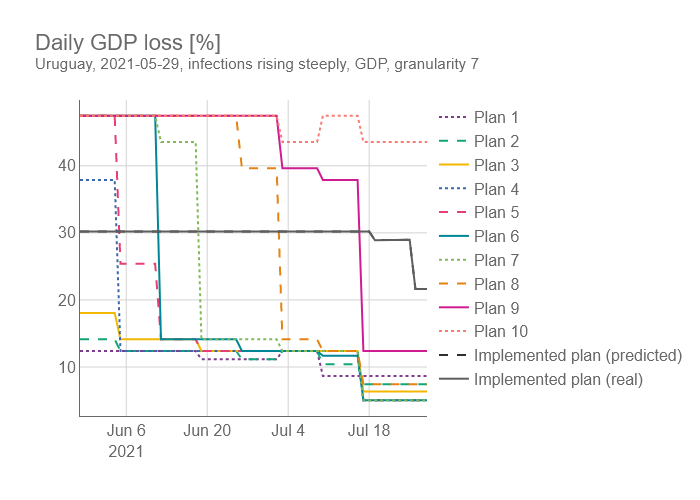 Daily GDP loss [%]
Uruguay, 2021-05-29, infections rising steeply, GDP, granularity 7
40
30
20
10
Jun 6
2021
Jun 20
Jul 4
Jul 18
Plan 1
Plan 2
Plan 3
Plan 4
Plan 5
Plan 6
Plan 7
Plan 8
Plan 9
Plan 10
Implemented plan (predicted)
Implemented plan (real)